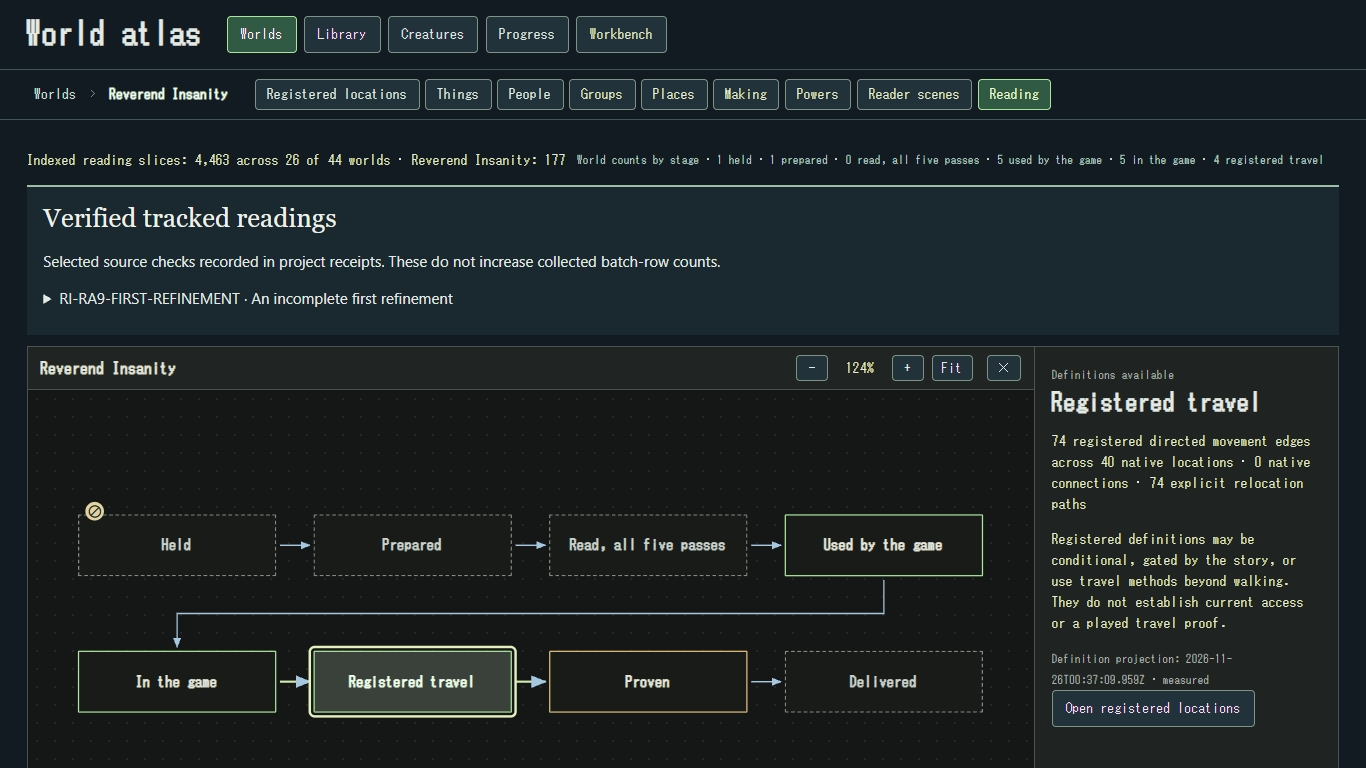 World atlas
Worlds
Library
Creatures
Progress
Workbench
Worlds
Reverend Insanity
Registered locations
Things
People
Groups
Places
Making
Powers
Reader scenes
Reading
Indexed reading slices: 4,463 across 26 of 44 worlds · Reverend Insanity: 177
World counts by stage · 1 held · 1 prepared · 0 read, all five passes · 5 used by the game · 5 in the game · 4 registered travel
Verified tracked readings
Selected source checks recorded in project receipts. These do not increase collected batch-row counts.
RI-RA9-FIRST-REFINEMENT · An incomplete first refinement
Reverend Insanity
−
124%
+
Fit
Held
Prepared
Read, all five passes
Used by the game
In the game
Registered travel
Proven
Delivered
Definitions available
Registered travel
74 registered directed movement edges
across 40 native locations · 0 native
connections · 74 explicit relocation
paths
Registered definitions may be
conditional, gated by the story, or
use travel methods beyond walking.
They do not establish current access
or a played travel proof.
Definition projection: 2026-11-
26T00:37:09.959Z · measured
Open registered locations